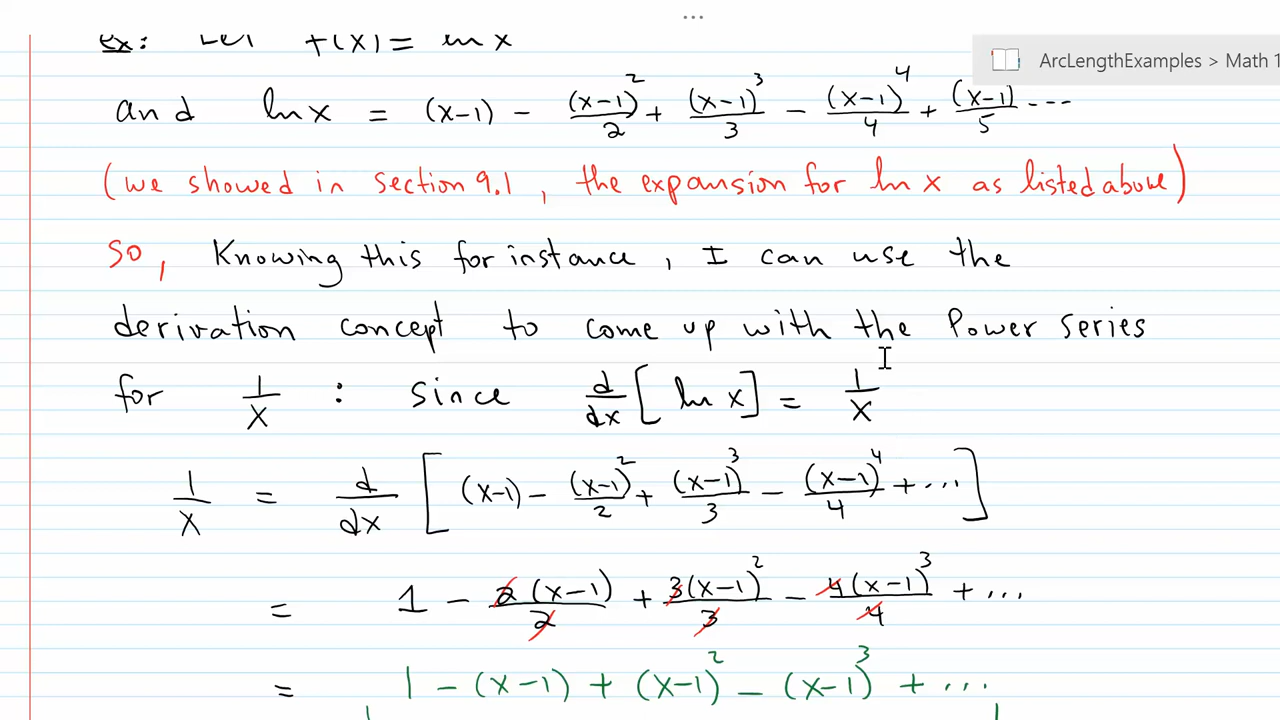 ...
ArcLengthExamples > Math 1
ex: Let f(x) = ln x
and ln x = (x-1) - (x-1)²/2 + (x-1)³/3 - (x-1)⁴/4 + (x-1)/5 ---
(we showed in section 9.1, the expansion for ln x as listed above)
So, Knowing this for instance, I can use the
derivation concept to come up with the Power series
for 1/x : since d/dx [ln x] = 1/x
1/x = d/dx [(x-1) - (x-1)²/2 + (x-1)³/3 - (x-1)⁴/4 + ...]
= 1 - 2(x-1)/2 + 3(x-1)²/3 - 4(x-1)³/4 + ...
= 1 - (x-1) + (x-1)² - (x-1)³ + ...